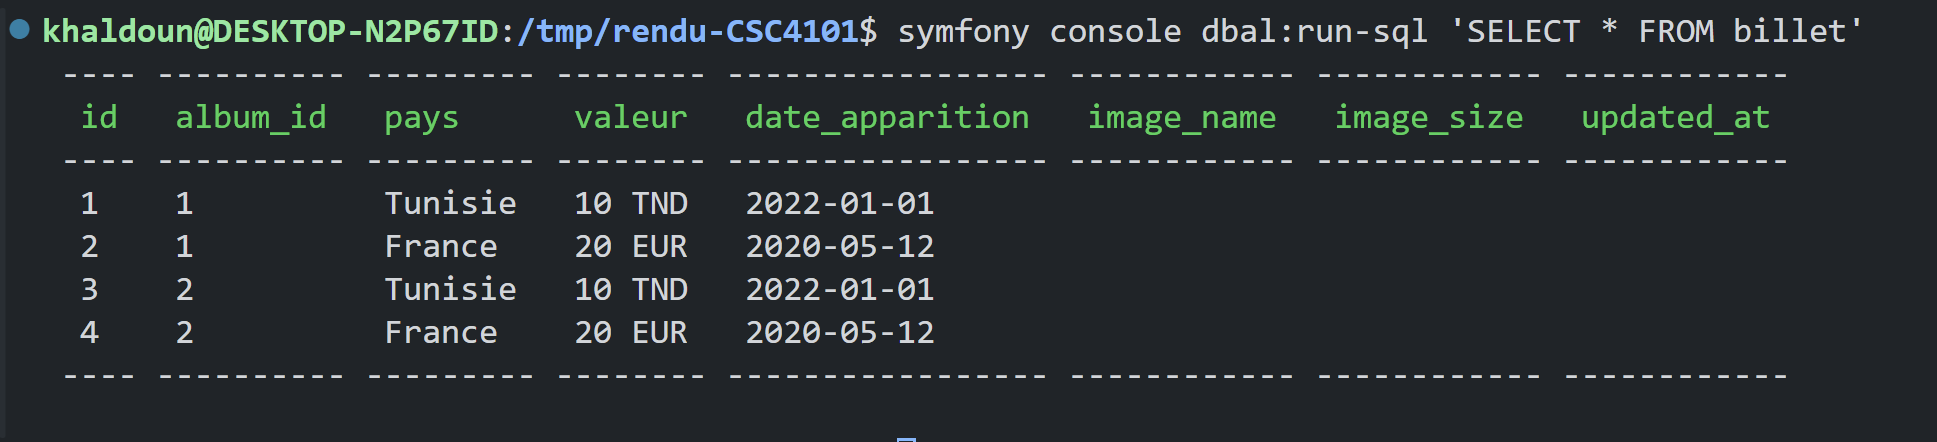 khaldoun@DESKTOP-N2P67ID:/tmp/rendu-CSC4101$ symfony console dbal:run-sql 'SELECT * FROM billet'
---- ---------- --------- -------- ----------------- ------------ ------------ ------------
id album_id pays valeur date_apparition image_name image_size updated_at
---- ---------- --------- -------- ----------------- ------------ ------------ ------------
1 1 Tunisie 10 TND 2022-01-01
2 1 France 20 EUR 2020-05-12
3 2 Tunisie 10 TND 2022-01-01
4 2 France 20 EUR 2020-05-12
---- ---------- --------- -------- ----------------- ------------ ------------ ------------